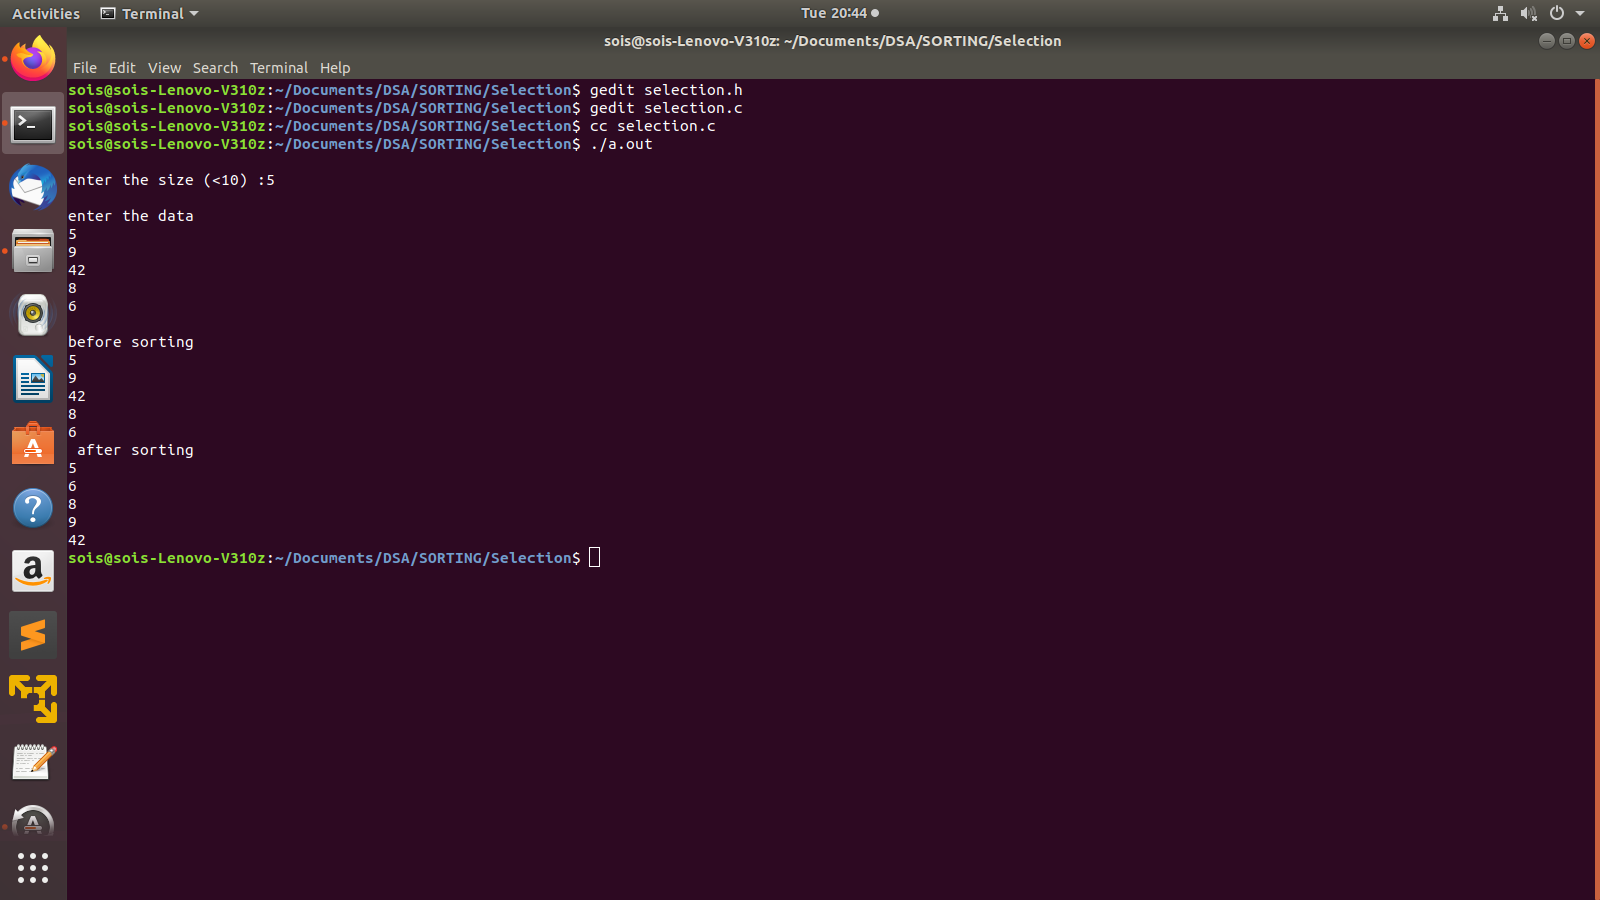 Activities Terminal Tue 20:44
sois@sois-Lenovo-V310z: ~/Documents/DSA/SORTING/Selection
File Edit View Search Terminal Help
sois@sois-Lenovo-V310z:~/Documents/DSA/SORTING/Selection$ gedit selection.h
sois@sois-Lenovo-V310z:~/Documents/DSA/SORTING/Selection$ gedit selection.c
sois@sois-Lenovo-V310z:~/Documents/DSA/SORTING/Selection$ cc selection.c
sois@sois-Lenovo-V310z:~/Documents/DSA/SORTING/Selection$ ./a.out
enter the size (<10) :5
enter the data
5
9
42
8
6
before sorting
5
9
42
8
6
after sorting
5
6
8
9
42
sois@sois-Lenovo-V310z:~/Documents/DSA/SORTING/Selection$